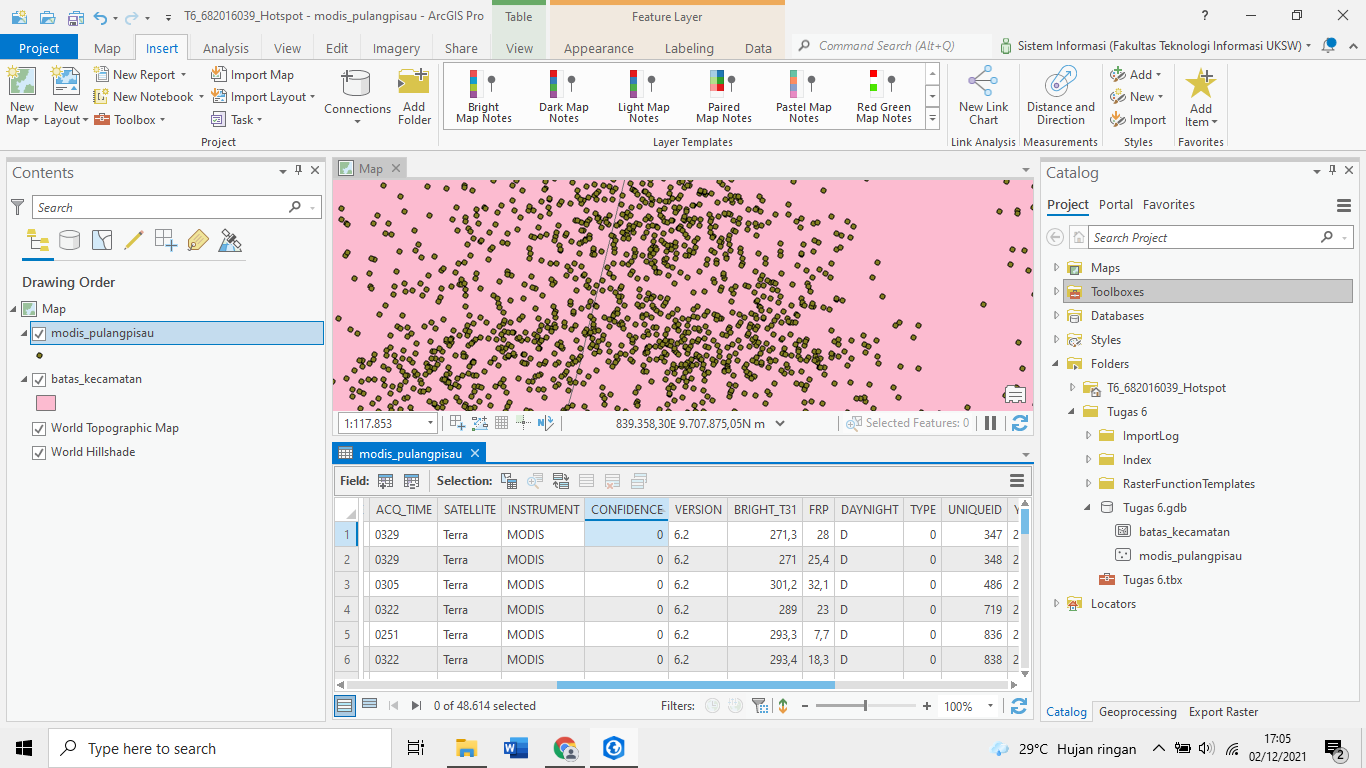 T6_682016039_Hotspot - modis_pulangpisau - ArcGIS Pro
Table
Feature Layer
?
Project
Map
Insert
Analysis
View
Edit
Imagery
Share
View
Appearance
Labeling
Data
Command Search (Alt+Q)
Sistem Informasi (Fakultas Teknologi Informasi UKSW)
New Map
New Layout
New Report
New Notebook
Toolbox
Import Map
Import Layout
Task
Connections
Add Folder
Project
Bright Map Notes
Dark Map Notes
Light Map Notes
Paired Map Notes
Pastel Map Notes
Red Green Map Notes
Layer Templates
New Link Chart
Link Analysis
Distance and Direction
Measurements
Add
New
Import
Styles
Add Item
Favorites
Contents
Search
Drawing Order
Map
modis_pulangpisau
batas_kecamatan
World Topographic Map
World Hillshade
Map
1:117.853
839.358,30E 9.707.875,05N m
Selected Features: 0
modis_pulangpisau
Field:
Selection:
ACQ_TIME SATELLITE INSTRUMENT CONFIDENCE VERSION BRIGHT_T31 FRP DAYNIGHT TYPE UNIQUEID Y
1 0329 Terra MODIS 0 6.2 271,3 28 D 0 347 2
2 0329 Terra MODIS 0 6.2 271 25,4 D 0 348 2
3 0305 Terra MODIS 0 6.2 301,2 32,1 D 0 486 2
4 0322 Terra MODIS 0 6.2 289 23 D 0 719 2
5 0251 Terra MODIS 0 6.2 293,3 7,7 D 0 836 2
6 0322 Terra MODIS 0 6.2 293,4 18,3 D 0 838 2
0 of 48.614 selected
Filters:
100%
Catalog
Project
Portal
Favorites
Search Project
Maps
Toolboxes
Databases
Styles
Folders
T6_682016039_Hotspot
Tugas 6
ImportLog
Index
RasterFunctionTemplates
Tugas 6.gdb
batas_kecamatan
modis_pulangpisau
Tugas 6.tbx
Locators
Catalog
Geoprocessing
Export Raster
Type here to search
29°C Hujan ringan
17:05
02/12/2021
2